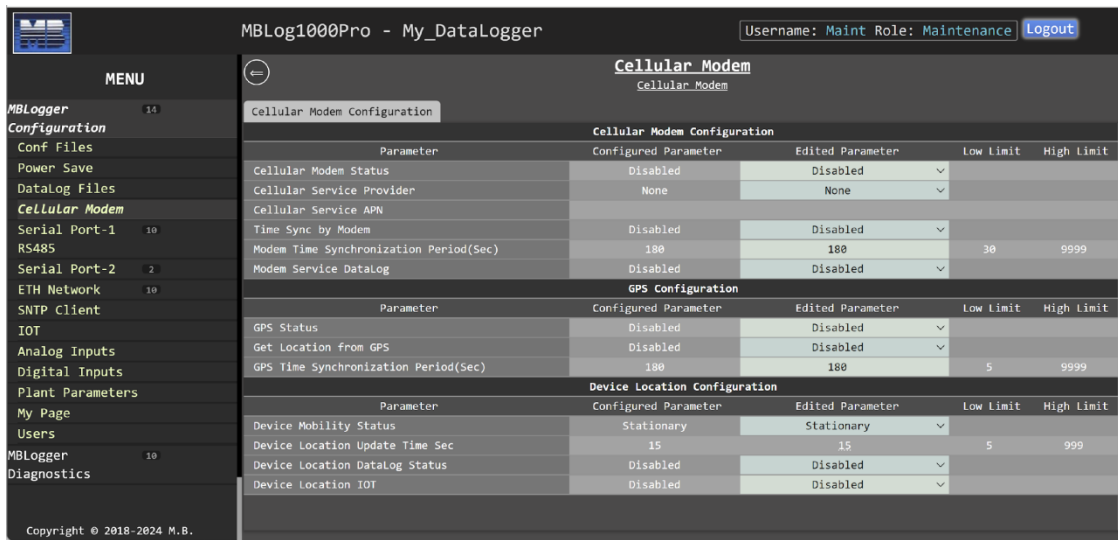 MB
MBLog1000Pro - My_DataLogger
Username: Maint Role: Maintenance Logout
MENU
MBLogger 14
Configuration
Conf Files
Power Save
DataLog Files
Cellular Modem
Serial Port-1 10
RS485
Serial Port-2 2
ETH Network 10
SNTP Client
IOT
Analog Inputs
Digital Inputs
Plant Parameters
My Page
Users
MBLogger 10
Diagnostics
Copyright © 2018-2024 M.B.
Cellular Modem
Cellular Modem
Cellular Modem Configuration
Cellular Modem Configuration
Parameter Configured Parameter Edited Parameter Low Limit High Limit
Cellular Modem Status Disabled Disabled
Cellular Service Provider None None
Cellular Service APN
Time Sync by Modem Disabled Disabled
Modem Time Synchronization Period(Sec) 180 180 30 9999
Modem Service DataLog Disabled Disabled
GPS Configuration
Parameter Configured Parameter Edited Parameter Low Limit High Limit
GPS Status Disabled Disabled
Get Location from GPS Disabled Disabled
GPS Time Synchronization Period(Sec) 180 180 5 9999
Device Location Configuration
Parameter Configured Parameter Edited Parameter Low Limit High Limit
Device Mobility Status Stationary Stationary
Device Location Update Time Sec 15 15 5 999
Device Location DataLog Status Disabled Disabled
Device Location IOT Disabled Disabled